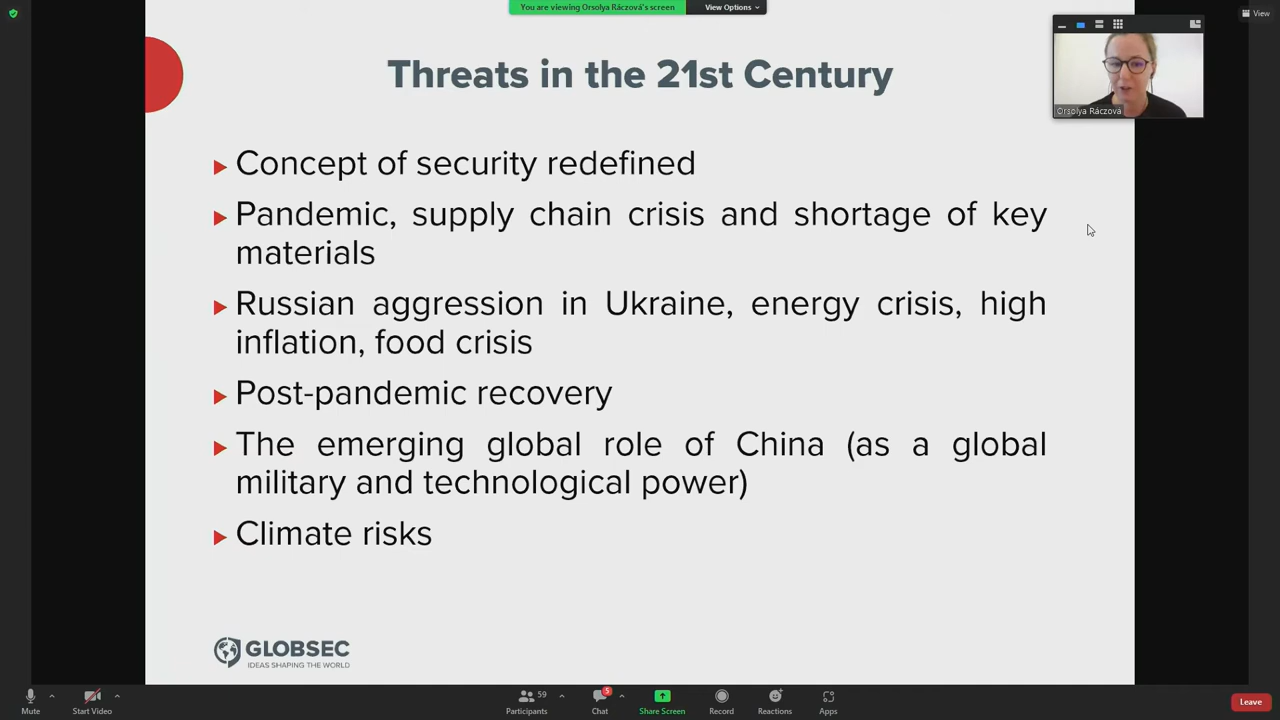 You are viewing Orsolya Ráczová's screen
View Options
View
Threats in the 21st Century
Orsolya Ráczová
Concept of security redefined
Pandemic, supply chain crisis and shortage of key
materials
Russian aggression in Ukraine, energy crisis, high
inflation, food crisis
Post-pandemic recovery
The emerging global role of China (as a global
military and technological power)
Climate risks
GLOBSEC
IDEAS SHAPING THE WORLD
Mute
Start Video
59
Participants
5
Chat
Share Screen
Record
Reactions
Apps
Leave